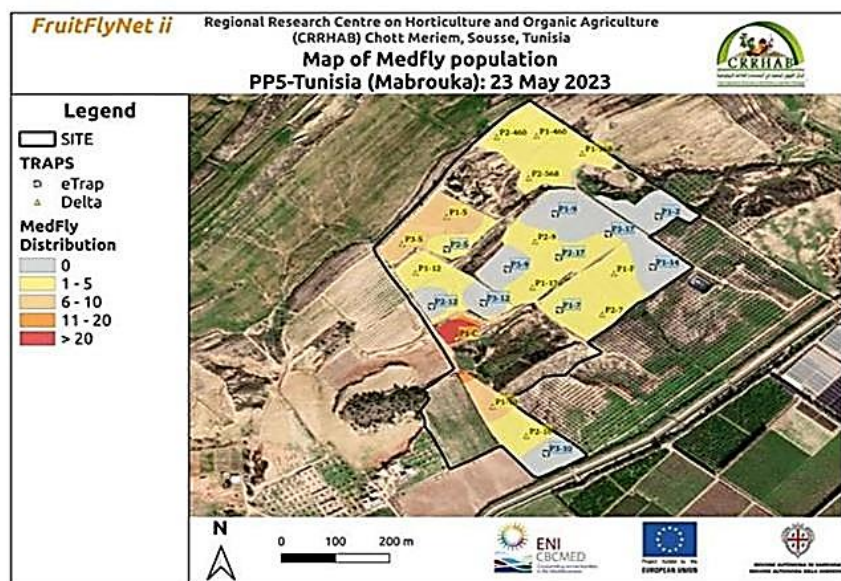 FruitFlyNet ii
Regional Research Centre on Horticulture and Organic Agriculture
(CRRHAB) Chott Meriem, Sousse, Tunisia
Map of Medfly population
PP5-Tunisia (Mabrouka): 23 May 2023
CRRHAB
Legend
SITE
TRAPS
eTrap
Delta
MedFly
Distribution
0
1 - 5
6 - 10
11 - 20
> 20
P2-460
P1-460
P2-568
P1-5
P1-9
P1-2
P3-5
P2-5
P2-9
P2-17
P1-12
P3-9
P1-F
P1-14
P2-12
P3-12
P1-17
P1-7
P2-7
P1-C
P3-10
N
0 100 200 m
ENI
CBCMED
EUROPEAN UNION